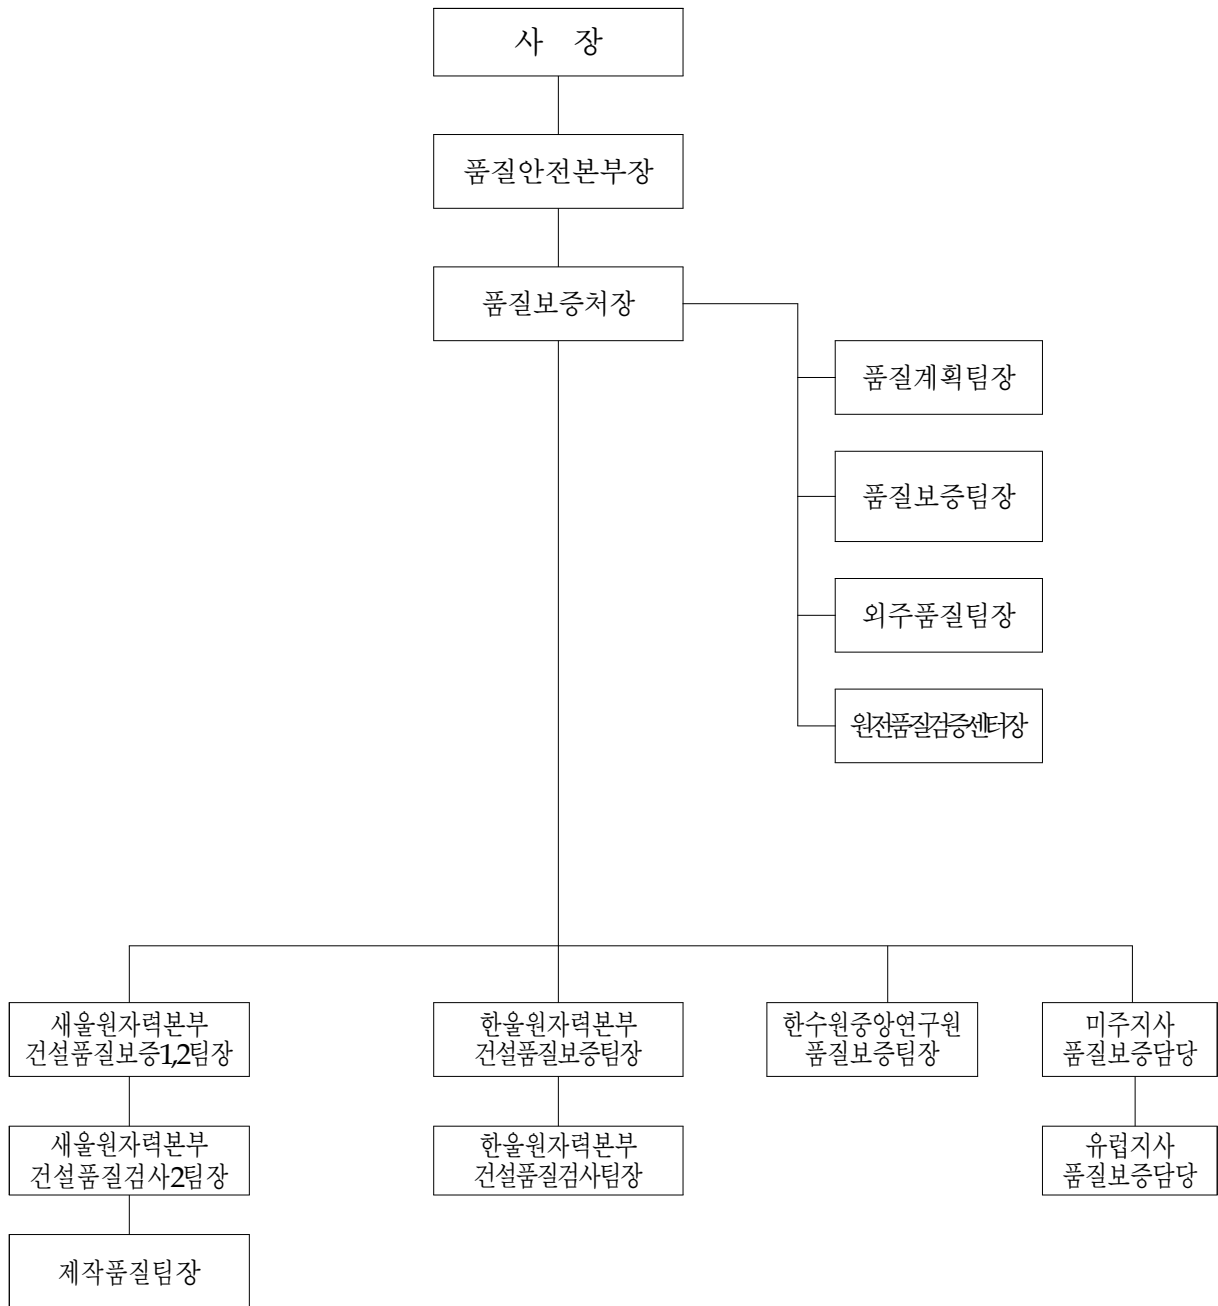 사 장
품질안전본부장
품질보증처장
품질계획팀장
품질보증팀장
외주품질팀장
원전품질검증센터장
새울원자력본부
건설품질보증1,2팀장
한울원자력본부
건설품질보증팀장
한수원중앙연구원
품질보증팀장
미주지사
품질보증담당
새울원자력본부
건설품질검사2팀장
한울원자력본부
건설품질검사팀장
유럽지사
품질보증담당
제작품질팀장